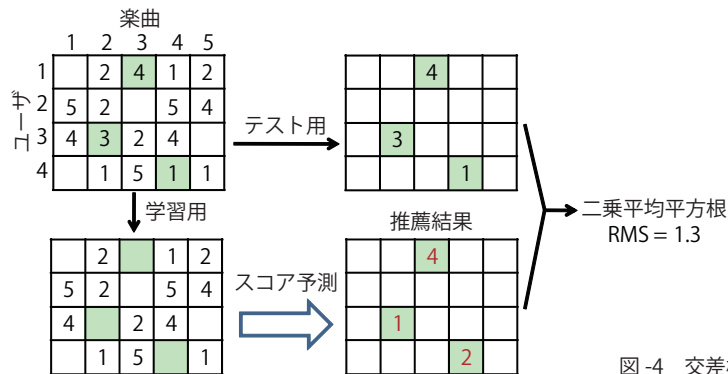 楽曲
1 2 3 4 5
ユーザ
1 2 4 1 2
2 5 2 5 4
3 4 3 2 4
4 1 5 1 1
テスト用
4
3
1
学習用
2 1 2
5 2 5 4
4 2 4
1 5 1
スコア予測
推薦結果
4
1
2
二乗平均平方根
RMS = 1.3
図 -4 交差